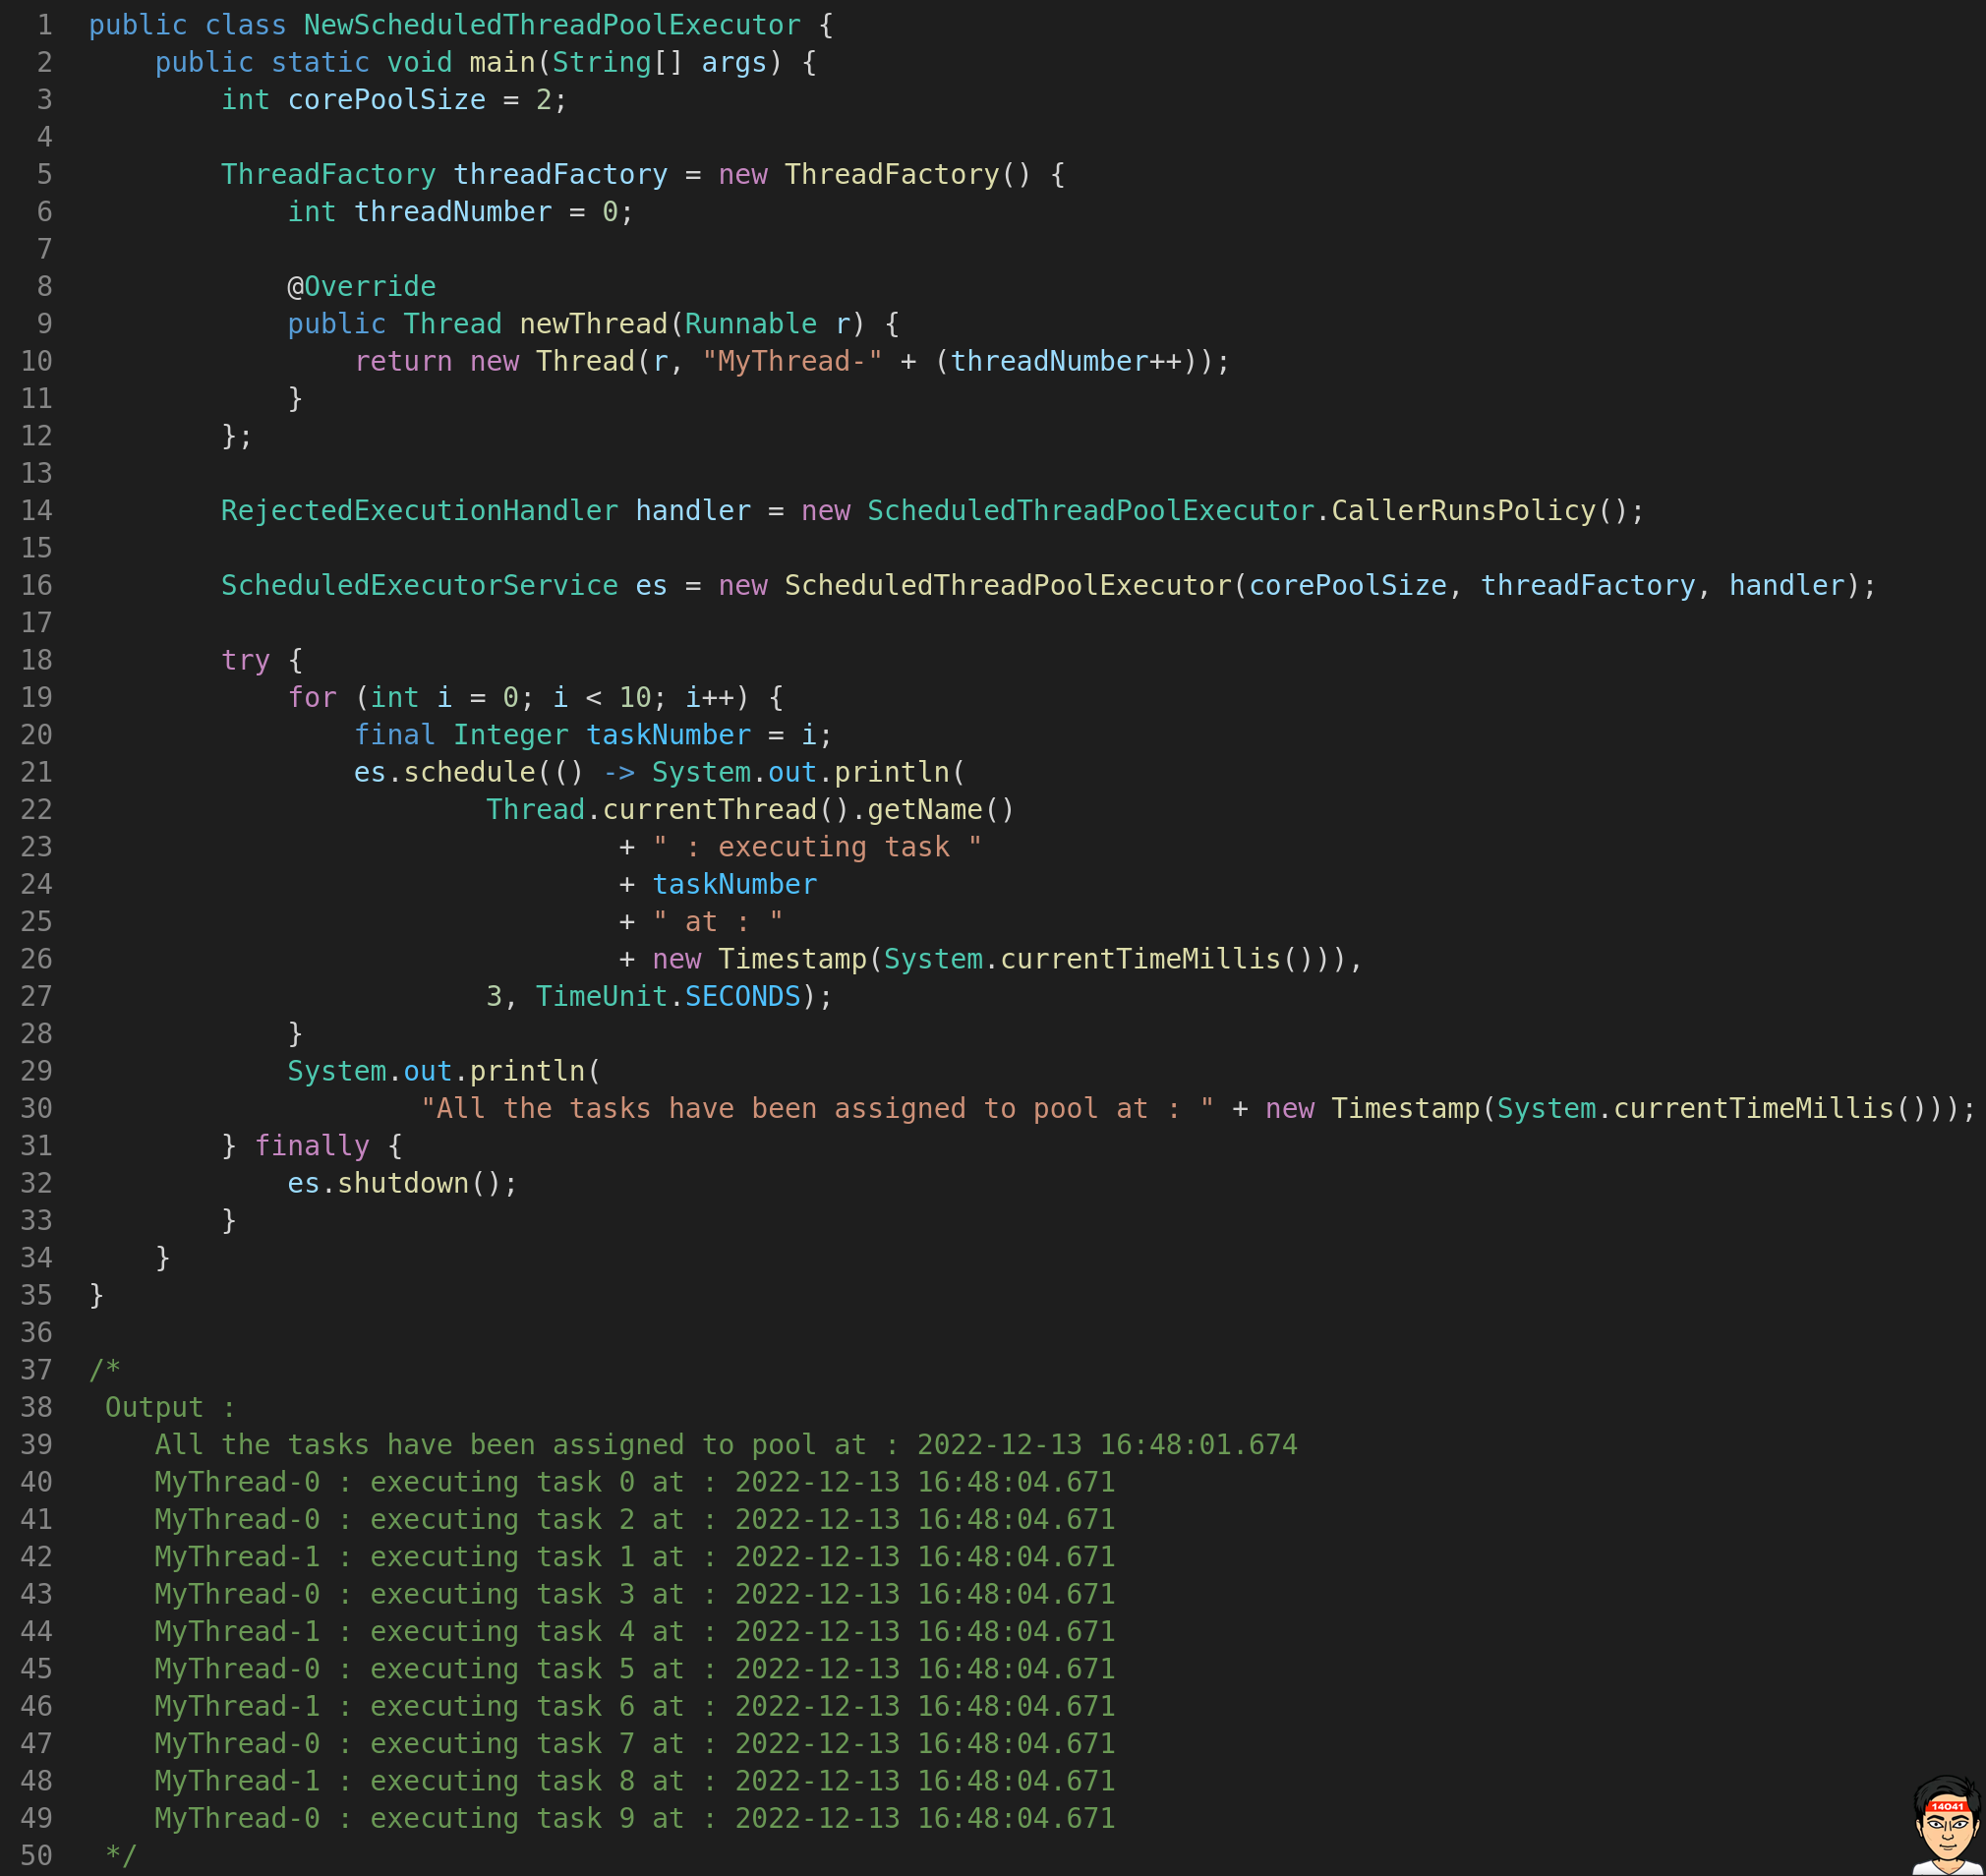 1 public class NewScheduledThreadPoolExecutor {
2     public static void main(String[] args) {
3         int corePoolSize = 2;
4
5         ThreadFactory threadFactory = new ThreadFactory() {
6             int threadNumber = 0;
7
8             @Override
9             public Thread newThread(Runnable r) {
10                 return new Thread(r, "MyThread-" + (threadNumber++));
11             }
12         };
13
14         RejectedExecutionHandler handler = new ScheduledThreadPoolExecutor.CallerRunsPolicy();
15
16         ScheduledExecutorService es = new ScheduledThreadPoolExecutor(corePoolSize, threadFactory, handler);
17
18         try {
19             for (int i = 0; i < 10; i++) {
20                 final Integer taskNumber = i;
21                 es.schedule(() -> System.out.println(
22                         Thread.currentThread().getName()
23                                 + " : executing task "
24                                 + taskNumber
25                                 + " at : "
26                                 + new Timestamp(System.currentTimeMillis())),
27                         3, TimeUnit.SECONDS);
28             }
29             System.out.println(
30                     "All the tasks have been assigned to pool at : " + new Timestamp(System.currentTimeMillis()));
31         } finally {
32             es.shutdown();
33         }
34     }
35 }
36
37 /*
38  Output :
39     All the tasks have been assigned to pool at : 2022-12-13 16:48:01.674
40     MyThread-0 : executing task 0 at : 2022-12-13 16:48:04.671
41     MyThread-0 : executing task 2 at : 2022-12-13 16:48:04.671
42     MyThread-1 : executing task 1 at : 2022-12-13 16:48:04.671
43     MyThread-0 : executing task 3 at : 2022-12-13 16:48:04.671
44     MyThread-1 : executing task 4 at : 2022-12-13 16:48:04.671
45     MyThread-0 : executing task 5 at : 2022-12-13 16:48:04.671
46     MyThread-1 : executing task 6 at : 2022-12-13 16:48:04.671
47     MyThread-0 : executing task 7 at : 2022-12-13 16:48:04.671
48     MyThread-1 : executing task 8 at : 2022-12-13 16:48:04.671
49     MyThread-0 : executing task 9 at : 2022-12-13 16:48:04.671
50  */
14041